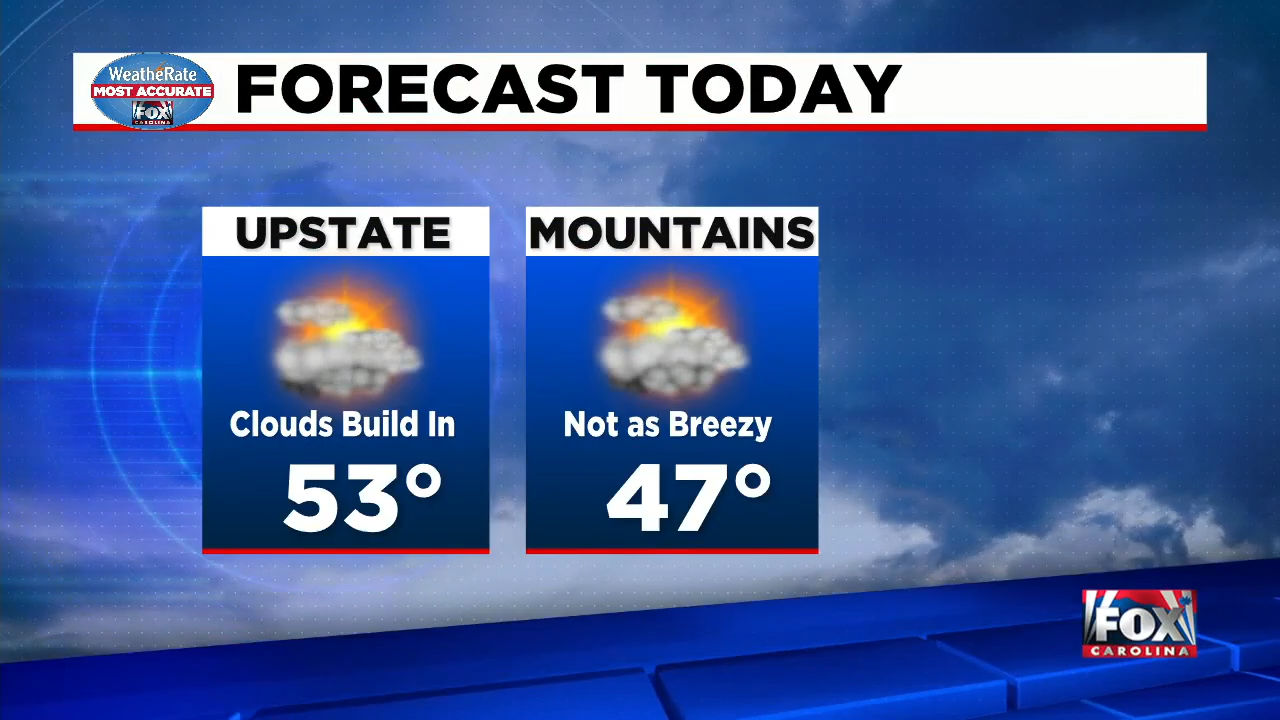 WeatheRate
MOST ACCURATE
FOX
CAROLINA
FORECAST TODAY
UPSTATE
Clouds Build In
53°
MOUNTAINS
Not as Breezy
47°
FOX
CAROLINA